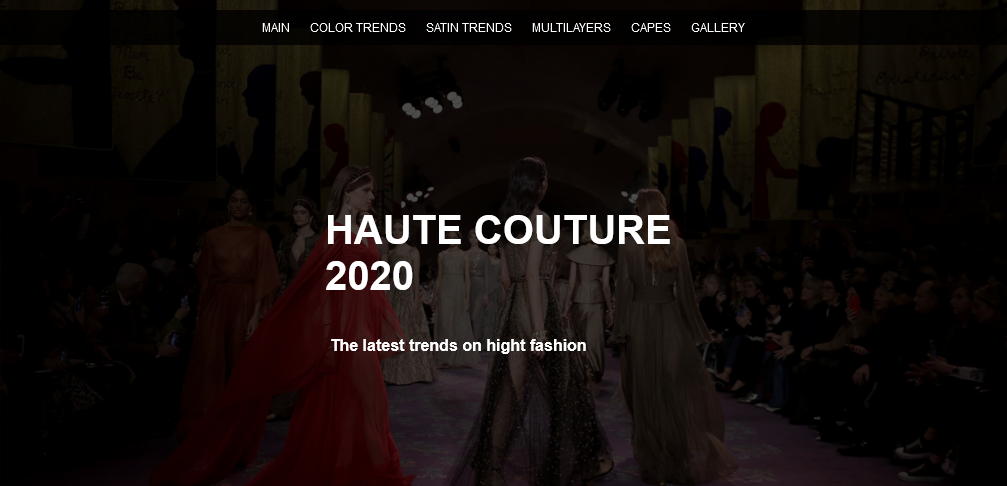 MAIN COLOR TRENDS SATIN TRENDS MULTILAYERS CAPES GALLERY
HAUTE COUTURE
2020
The latest trends on hight fashion